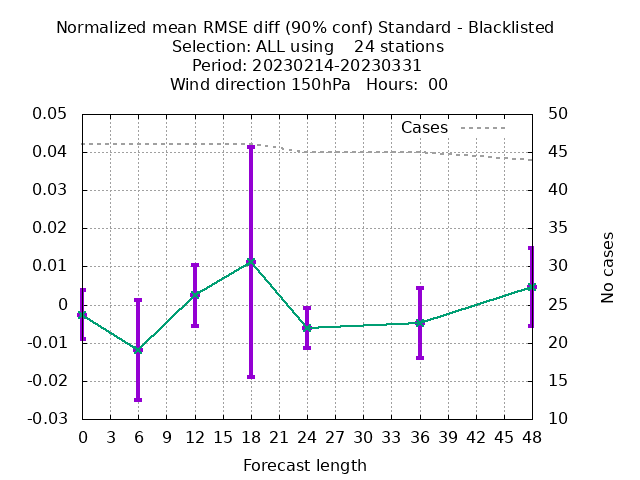 Normalized mean RMSE diff (90% conf) Standard - Blacklisted
Selection: ALL using    24 stations
Period: 20230214-20230331
Wind direction 150hPa   Hours:  00
0.05
0.04
0.03
0.02
0.01
0
-0.01
-0.02
-0.03
Cases
50
45
40
35
30
25
20
15
10
No cases
0 3 6 9 12 15 18 21 24 27 30 33 36 39 42 45 48
Forecast length